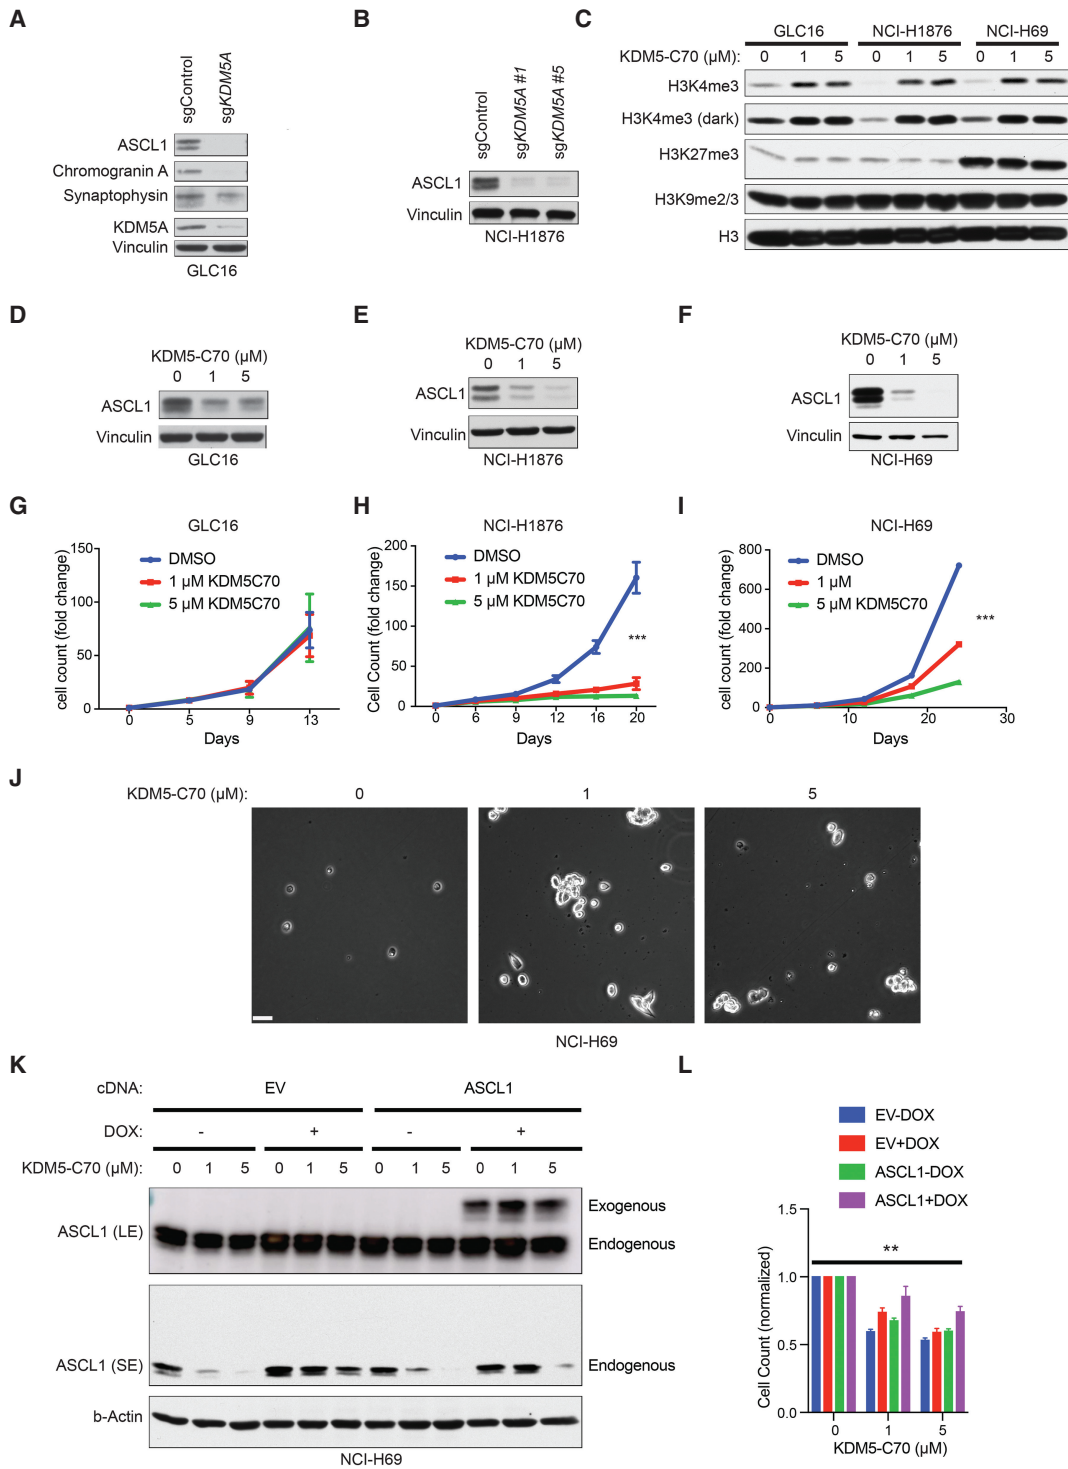 A
sgControl
sgKDM5A
ASCL1
Chromogranin A
Synaptophysin
KDM5A
Vinculin
GLC16
B
sgControl
sgKDM5A #1
sgKDM5A #5
ASCL1
Vinculin
NCI-H1876
C
GLC16 NCI-H1876 NCI-H69
KDM5-C70 (µM): 0 1 5 0 1 5 0 1 5
H3K4me3
H3K4me3 (dark)
H3K27me3
H3K9me2/3
H3
D
KDM5-C70 (µM)
0 1 5
ASCL1
Vinculin
GLC16
E
KDM5-C70 (µM)
0 1 5
ASCL1
Vinculin
NCI-H1876
F
KDM5-C70 (µM)
0 1 5
ASCL1
Vinculin
NCI-H69
G
GLC16
cell count (fold change)
150
100
50
0
DMSO
1 µM KDM5C70
5 µM KDM5C70
0 5 9 13
Days
H
NCI-H1876
Cell Count (fold change)
200
150
100
50
0
DMSO
1 µM KDM5C70
5 µM KDM5C70
***
0 6 9 12 16 20
Days
I
NCI-H69
cell count (fold change)
800
600
400
200
0
DMSO
1 µM
5 µM KDM5C70
***
0 10 20 30
Days
J
KDM5-C70 (µM): 0 1 5
NCI-H69
K
cDNA: EV ASCL1
DOX: - + - +
KDM5-C70 (µM): 0 1 5 0 1 5 0 1 5 0 1 5
ASCL1 (LE)
Exogenous
Endogenous
ASCL1 (SE)
Endogenous
b-Actin
NCI-H69
L
EV-DOX
EV+DOX
ASCL1-DOX
ASCL1+DOX
Cell Count (normalized)
1.5
1.0
0.5
0.0
**
0 1 5
KDM5-C70 (µM)